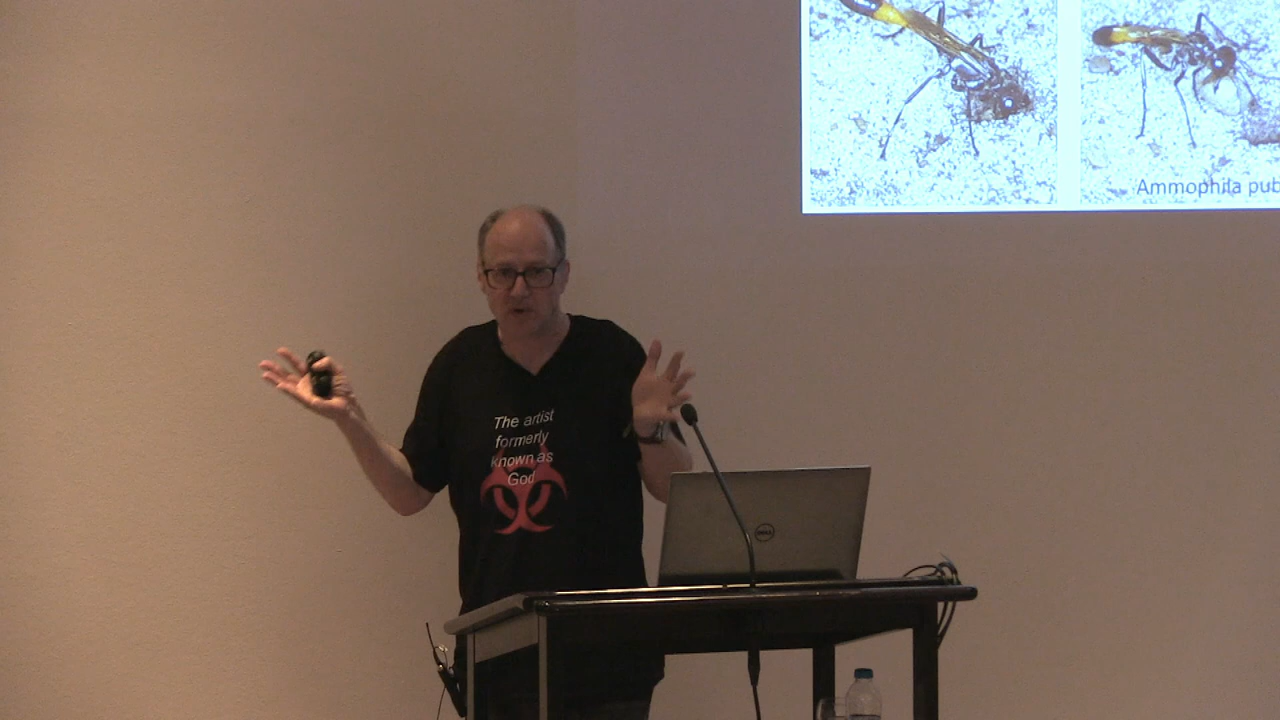 Ammophila pub
The artist
formerly
known as
God
DELL